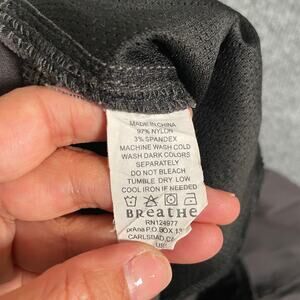 MADE IN CHINA
97% NYLON
3% SPANDEX
MACHINE WASH COLD
WASH DARK COLORS
SEPARATELY
DO NOT BLEACH
TUMBLE DRY LOW
COOL IRON IF NEEDED
BreaTHe
RN124977
prAna P.O.BOX
CARLSBAD, CA